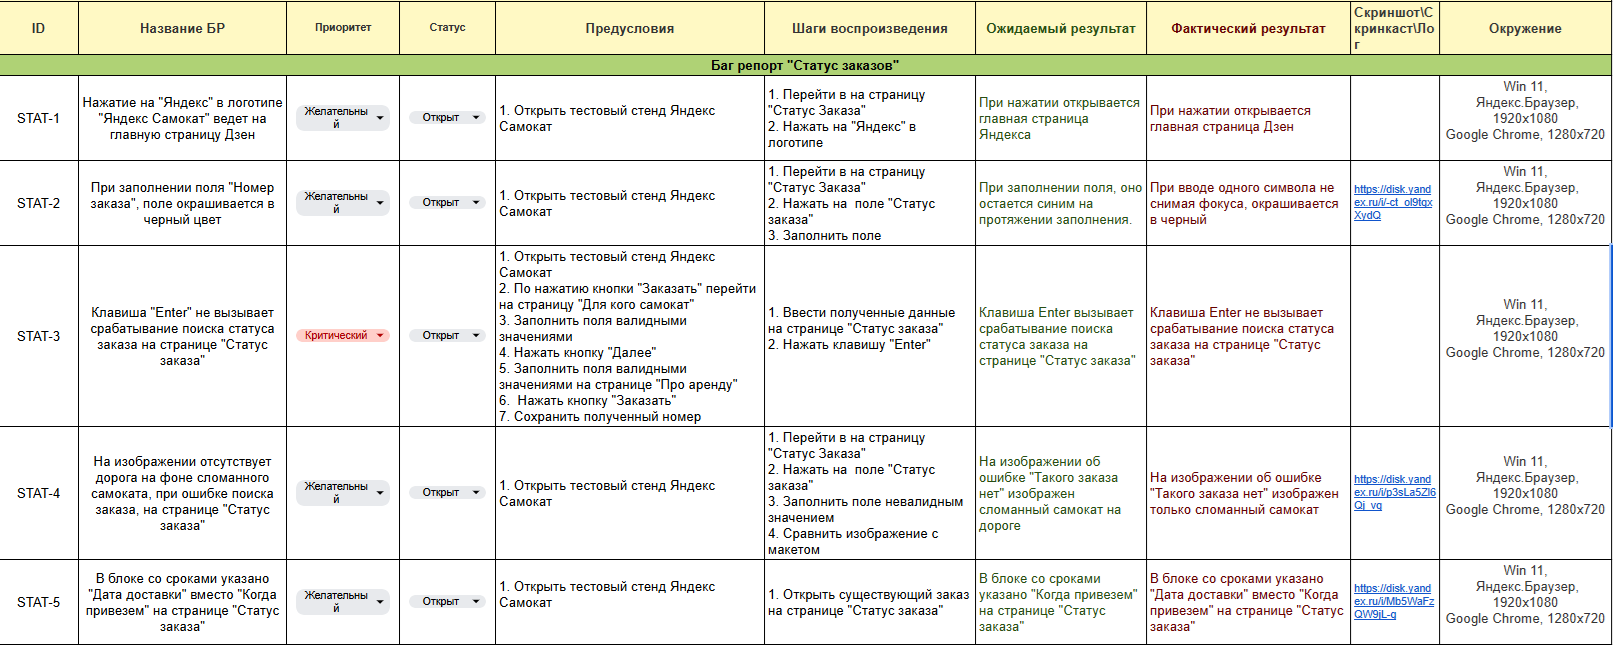 ID
Название БР
Приоритет
Статус
Предусловия
Шаги воспроизведения
Ожидаемый результат
Фактический результат
Скриншот\С
кринкаст\Ло
г
Окружение
Баг репорт "Статус заказов"
STAT-1
Нажатие на "Яндекс" в логотипе
"Яндекс Самокат" ведет на
главную страницу Дзен
Желательны
й
Открыт
1. Открыть тестовый стенд Яндекс
Самокат
1. Перейти в на страницу
"Статус Заказа"
2. Нажать на "Яндекс" в
логотипе
При нажатии открывается
главная страница
Яндекса
При нажатии открывается
главная страница Дзен
Win 11,
Яндекс.Браузер,
1920x1080
Google Chrome, 1280x720
STAT-2
При заполнении поля "Номер
заказа", поле окрашивается в
черный цвет
Желательны
й
Открыт
1. Открыть тестовый стенд Яндекс
Самокат
1. Перейти в на страницу
"Статус Заказа"
2. Нажать на  поле "Статус
заказа"
3. Заполнить поле
При заполнении поля, оно
остается синим на
протяжении заполнения.
При вводе одного символа не
снимая фокуса, окрашивается
в черный
https://disk.yand
ex.ru/i/-ct_ol9tgx
XydQ
Win 11,
Яндекс.Браузер,
1920x1080
Google Chrome, 1280x720
STAT-3
Клавиша "Enter" не вызывает
срабатывание поиска статуса
заказа на странице "Статус
заказа"
Критический
Открыт
1. Открыть тестовый стенд Яндекс
Самокат
2. По нажатию кнопки "Заказать" перейти
на страницу "Для кого самокат"
3. Заполнить поля валидными
значениями
4. Нажать кнопку "Далее"
5. Заполнить поля валидными
значениями на странице "Про аренду"
6.  Нажать кнопку "Заказать"
7. Сохранить полученный номер
1. Ввести полученные данные
на странице "Статус заказа"
2. Нажать клавишу "Enter"
Клавиша Enter вызывает
срабатывание поиска
статуса заказа на
странице "Статус заказа"
Клавиша Enter не вызывает
срабатывание поиска статуса
заказа на странице "Статус
заказа"
Win 11,
Яндекс.Браузер,
1920x1080
Google Chrome, 1280x720
STAT-4
На изображении отсутствует
дорога на фоне сломанного
самоката, при ошибке поиска
заказа, на странице "Статус
заказа"
Желательны
й
Открыт
1. Открыть тестовый стенд Яндекс
Самокат
1. Перейти в на страницу
"Статус Заказа"
2. Нажать на  поле "Статус
заказа"
3. Заполнить поле невалидным
значением
4. Сравнить изображение с
макетом
На изображении об
ошибке "Такого заказа
нет" изображен
сломанный самокат на
дороге
На изображении об ошибке
"Такого заказа нет" изображен
только сломанный самокат
https://disk.yand
ex.ru/i/p3sLa5ZI6
Qj_vg
Win 11,
Яндекс.Браузер,
1920x1080
Google Chrome, 1280x720
STAT-5
В блоке со сроками указано
"Дата доставки" вместо "Когда
привезем" на странице "Статус
заказа"
Желательны
й
Открыт
1. Открыть тестовый стенд Яндекс
Самокат
1. Открыть существующий заказ
на странице "Статус заказа"
В блоке со сроками
указано "Когда привезем"
на странице "Статус
заказа"
В блоке со сроками указано
"Дата доставки" вместо "Когда
привезем" на странице "Статус
заказа"
https://disk.yand
ex.ru/i/Mb5WaFz
QW9jL-g
Win 11,
Яндекс.Браузер,
1920x1080
Google Chrome, 1280x720